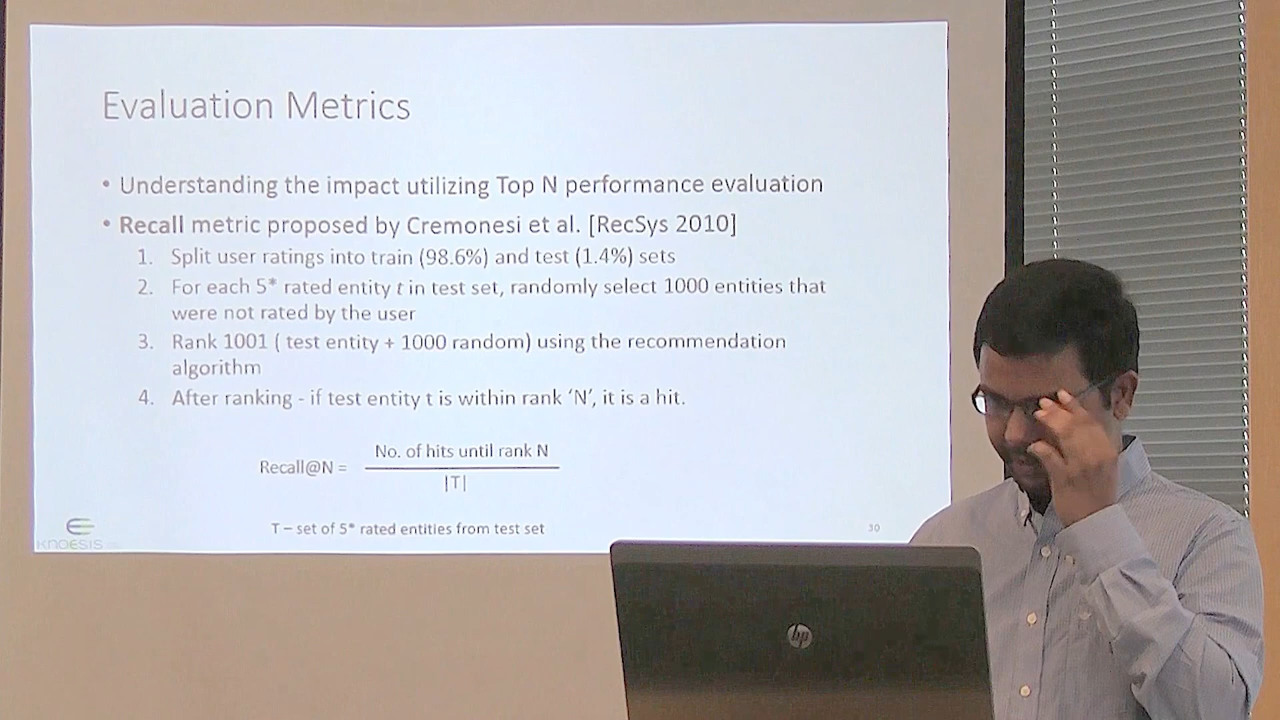 Evaluation Metrics
• Understanding the impact utilizing Top N performance evaluation
• Recall metric proposed by Cremonesi et al. [RecSys 2010]
1. Split user ratings into train (98.6%) and test (1.4%) sets
2. For each 5* rated entity t in test set, randomly select 1000 entities that
were not rated by the user
3. Rank 1001 ( test entity + 1000 random) using the recommendation
algorithm
4. After ranking - if test entity t is within rank ‘N’, it is a hit.
No. of hits until rank N
Recall@N =
|T|
T – set of 5* rated entities from test set
30
KNOESIS
hp